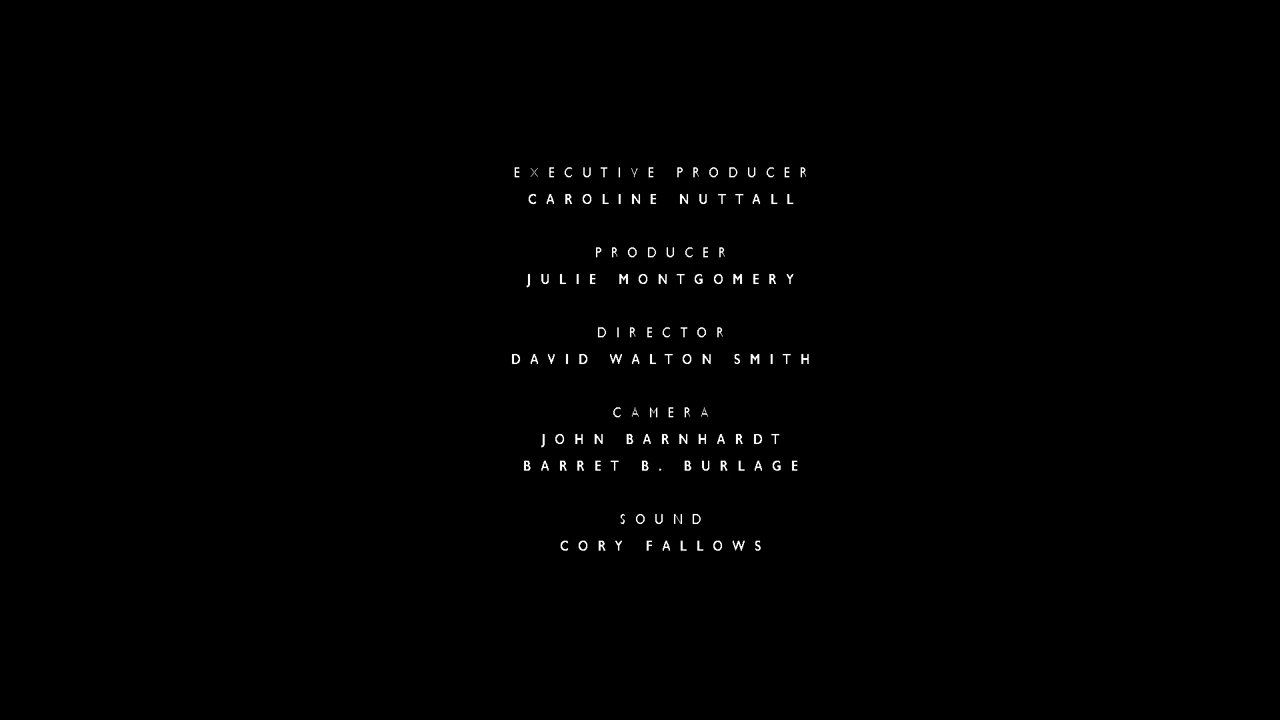 EXECUTIVE PRODUCER
CAROLINE NUTTALL
PRODUCER
JULIE MONTGOMERY
DIRECTOR
DAVID WALTON SMITH
CAMERA
JOHN BARNHARDT
BARRET B. BURLAGE
SOUND
CORY FALLOWS